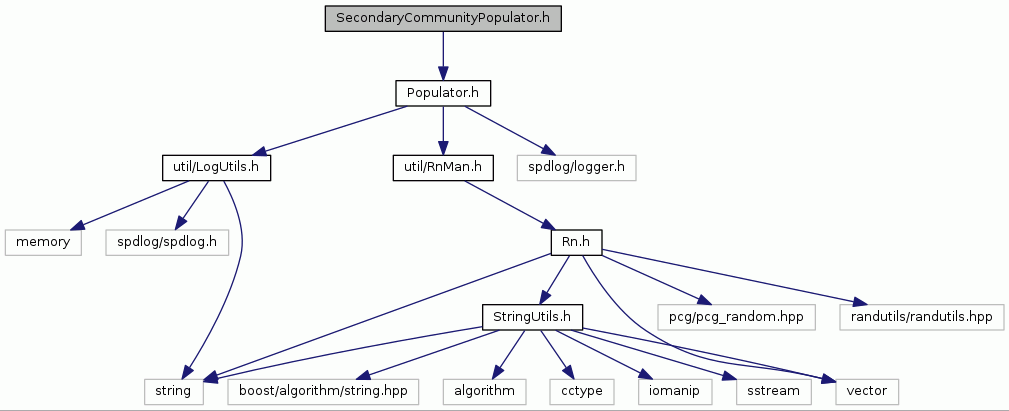 SecondaryCommunityPopulator.h
Populator.h
util/LogUtils.h
util/RnMan.h
spdlog/logger.h
memory
spdlog/spdlog.h
Rn.h
StringUtils.h
pcg/pcg_random.hpp
randutils/randutils.hpp
string
boost/algorithm/string.hpp
algorithm
cctype
iomanip
sstream
vector